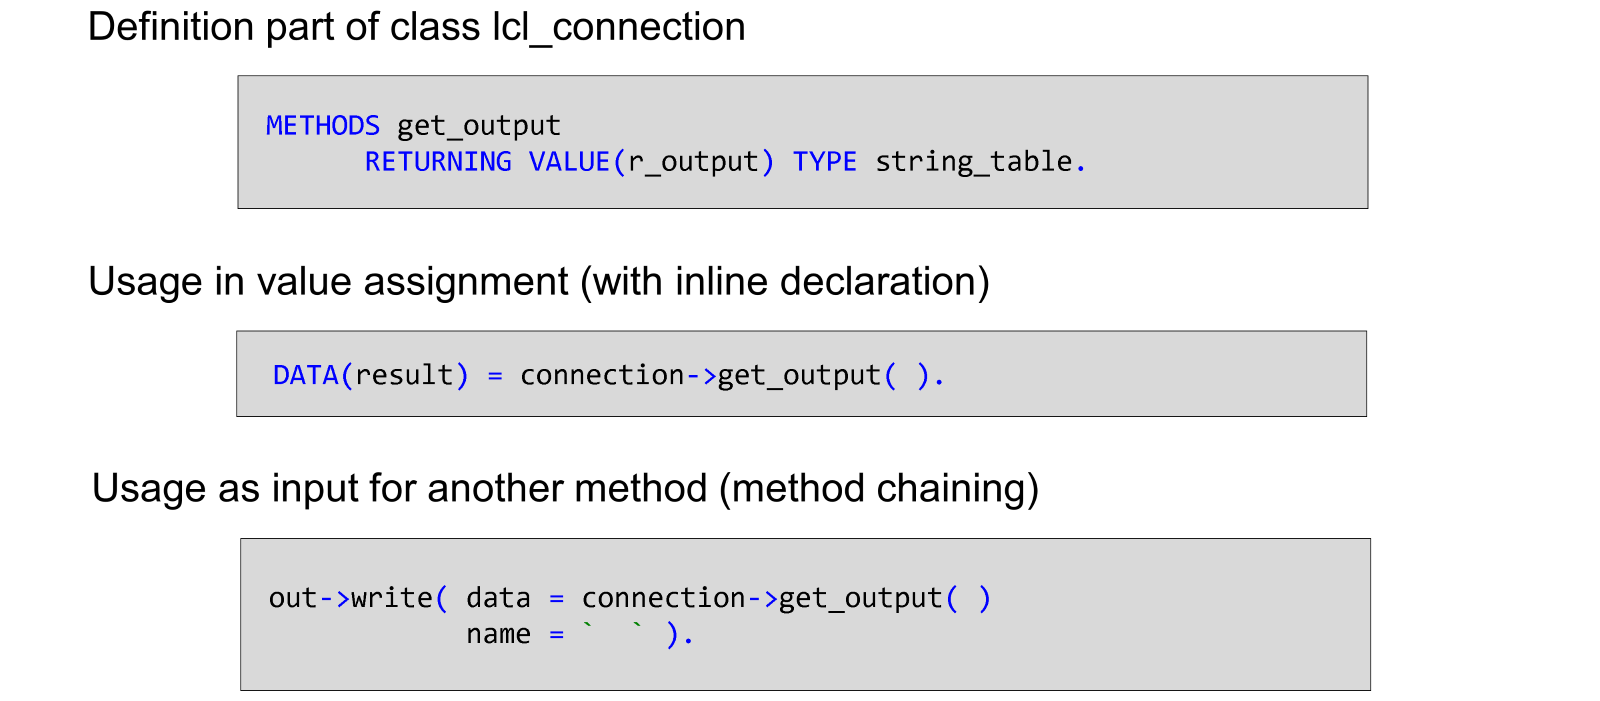 Definition part of class lcl_connection
METHODS get_output
RETURNING VALUE(r_output) TYPE string_table.
Usage in value assignment (with inline declaration)
DATA(result) = connection->get_output( ).
Usage as input for another method (method chaining)
out->write( data = connection->get_output( )
name = `  ` ).